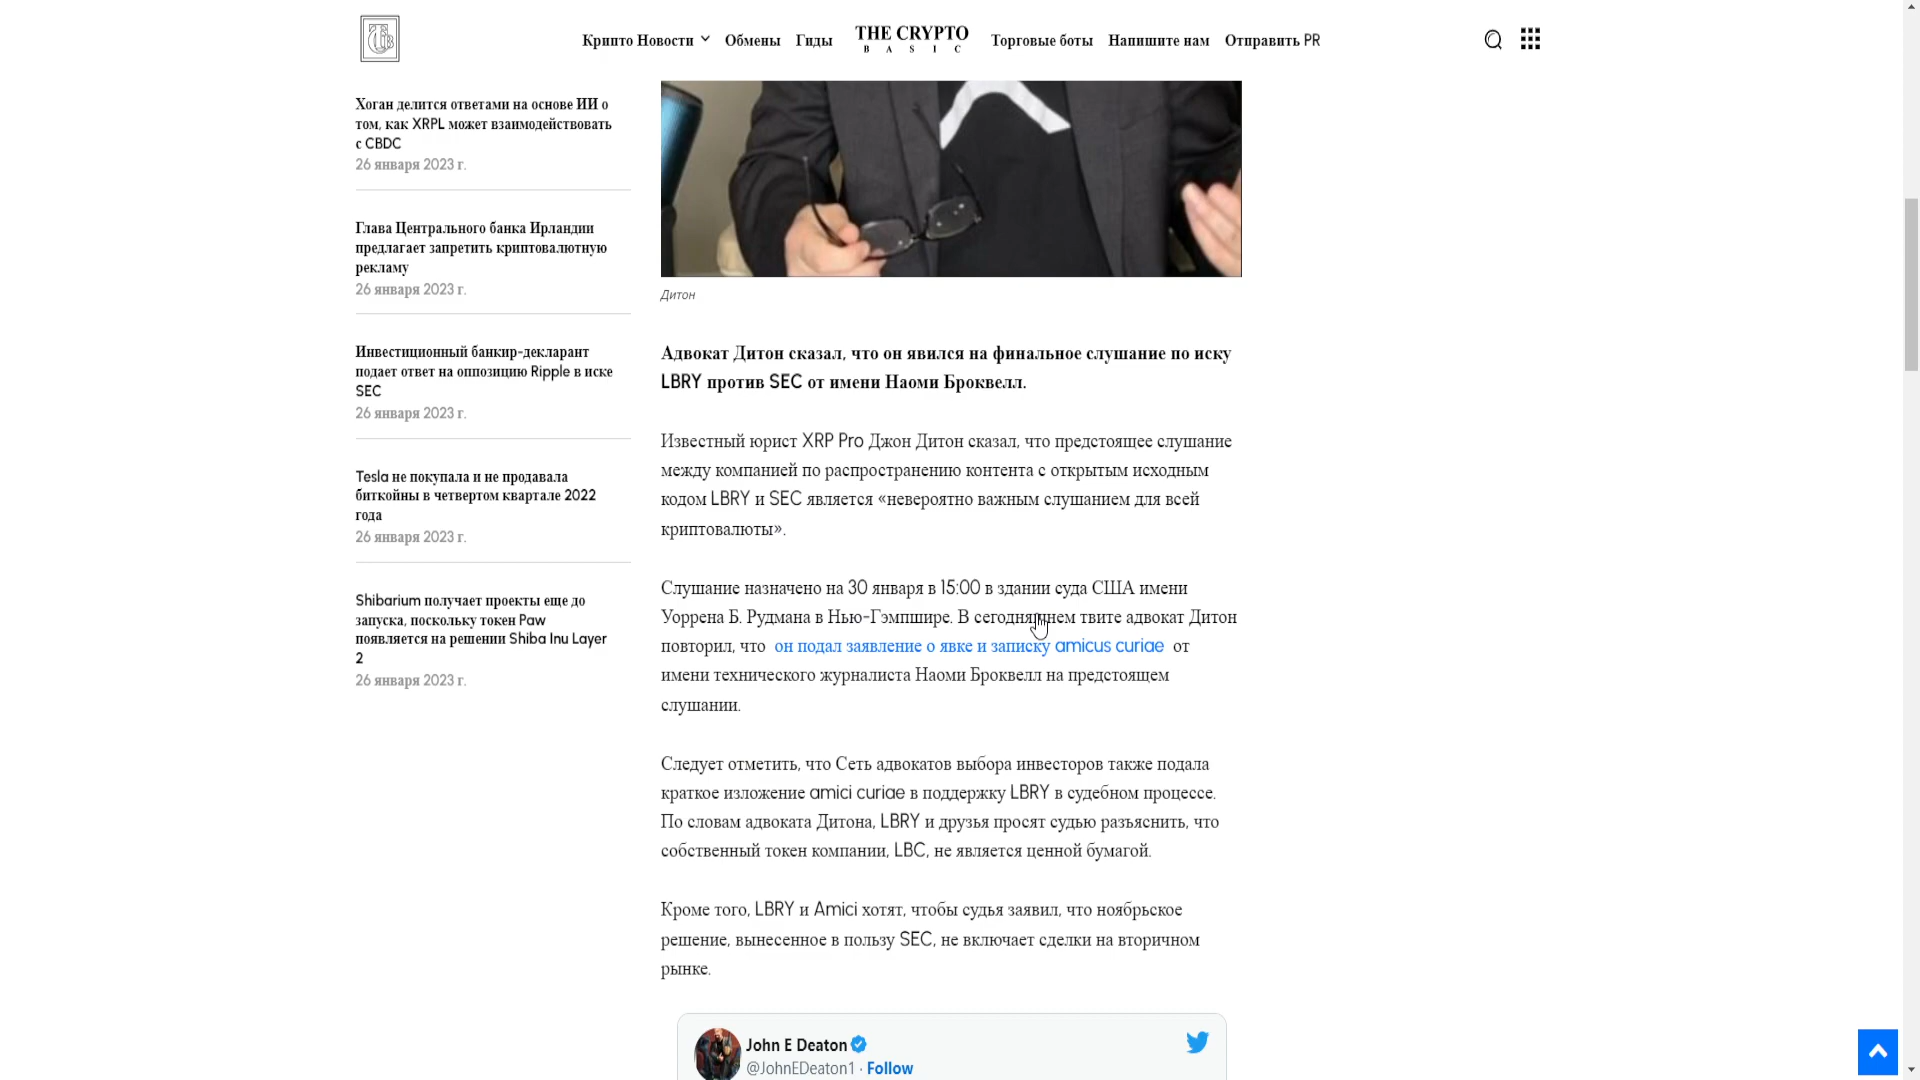 Крипто Новости
Обмены
Гиды
THE CRYPTO
BASIC
Торговые боты
Напишите нам
Отправить PR
Хоган делится ответами на основе ИИ о
том, как XRPL может взаимодействовать
с CBDC
26 января 2023 г.
Глава Центрального банка Ирландии
предлагает запретить криптовалютную
рекламу
26 января 2023 г.
Инвестиционный банкир-декларант
подает ответ на оппозицию Ripple в иске
SEC
26 января 2023 г.
Tesla не покупала и не продавала
биткойны в четвертом квартале 2022
года
26 января 2023 г.
Shibarium получает проекты еще до
запуска, поскольку токен Paw
появляется на решении Shiba Inu Layer
2
26 января 2023 г.
Дитон
Адвокат Дитон сказал, что он явился на финальное слушание по иску
LBRY против SEC от имени Наоми Броквелл.
Известный юрист XRP Pro Джон Дитон сказал, что предстоящее слушание
между компанией по распространению контента с открытым исходным
кодом LBRY и SEC является «невероятно важным слушанием для всей
криптовалюты».
Слушание назначено на 30 января в 15:00 в здании суда США имени
Уоррена Б. Рудмана в Нью-Гэмпшире. В сегодняшнем твите адвокат Дитон
повторил, что он подал заявление о явке и записку amicus curiae от
имени технического журналиста Наоми Броквелл на предстоящем
слушании.
Следует отметить, что Сеть адвокатов выбора инвесторов также подала
краткое изложение amici curiae в поддержку LBRY в судебном процессе.
По словам адвоката Дитона, LBRY и друзья просят судью разъяснить, что
собственный токен компании, LBC, не является ценной бумагой.
Кроме того, LBRY и Amici хотят, чтобы судья заявил, что ноябрьское
решение, вынесенное в пользу SEC, не включает сделки на вторичном
рынке.
John E Deaton
@JohnEDeaton1 · Follow